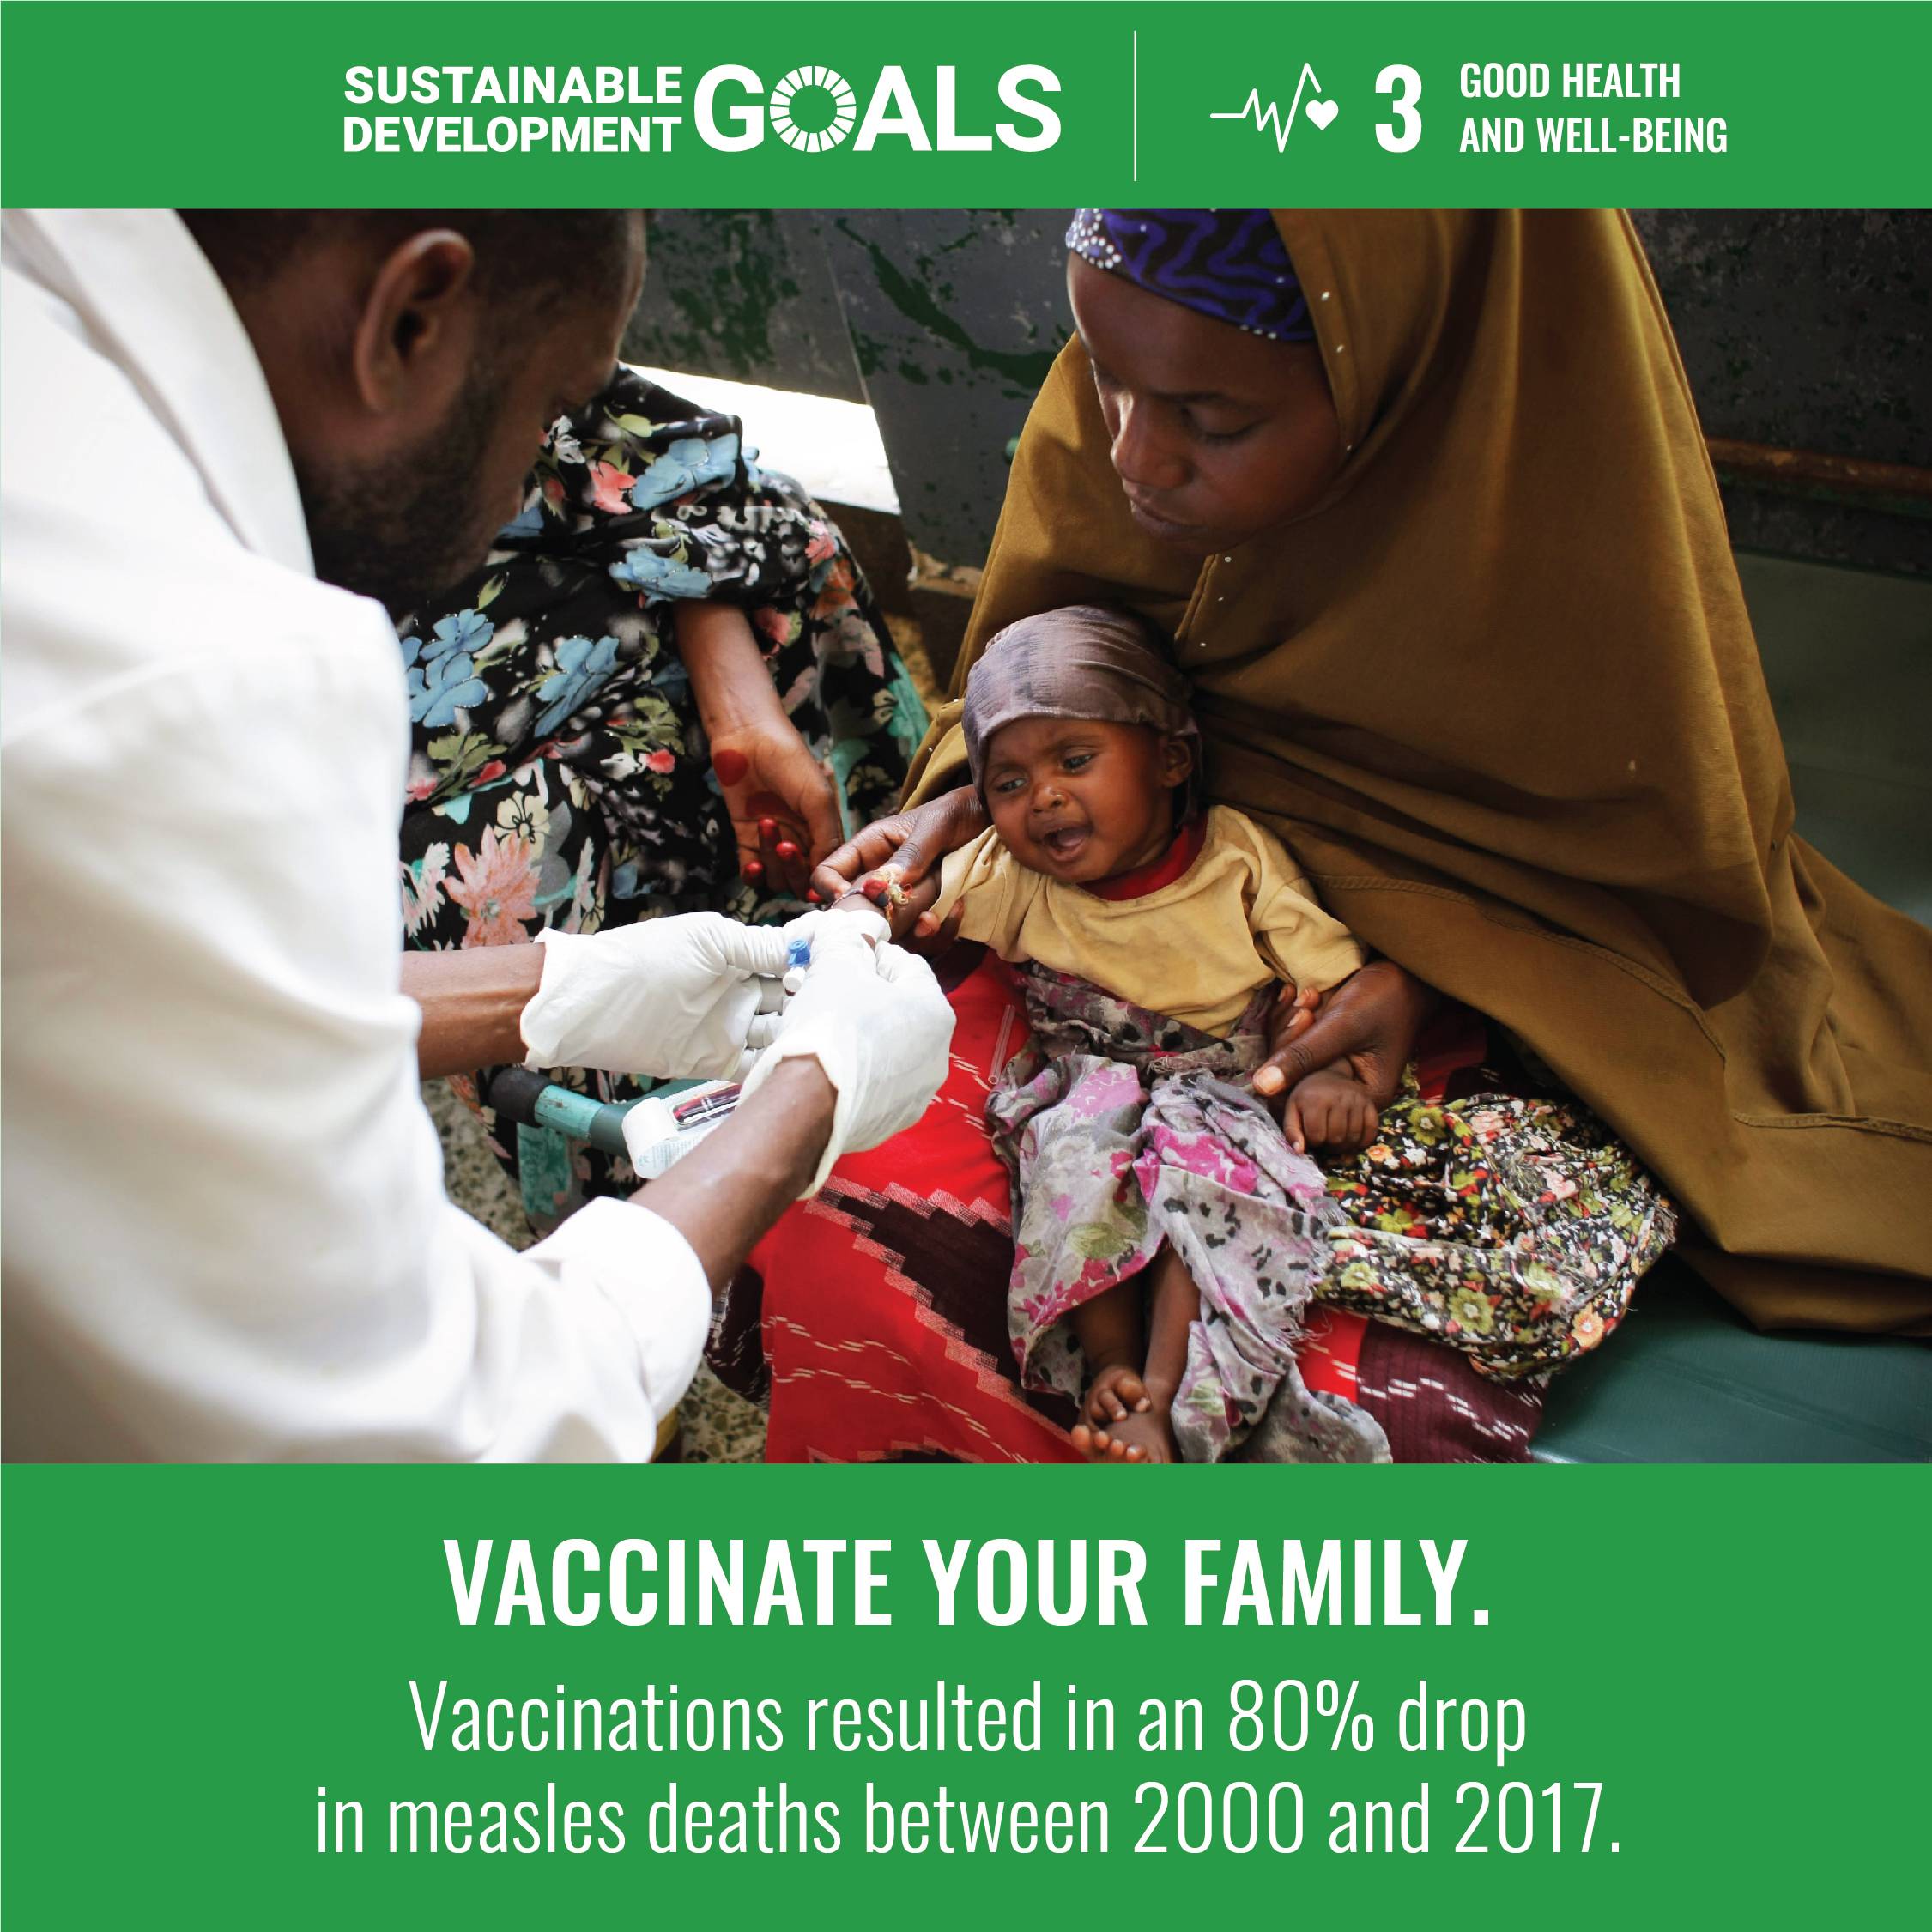 SUSTAINABLE
DEVELOPMENT
GOALS
3
GOOD HEALTH
AND WELL-BEING
VACCINATE YOUR FAMILY.
Vaccinations resulted in an 80% drop
in measles deaths between 2000 and 2017.